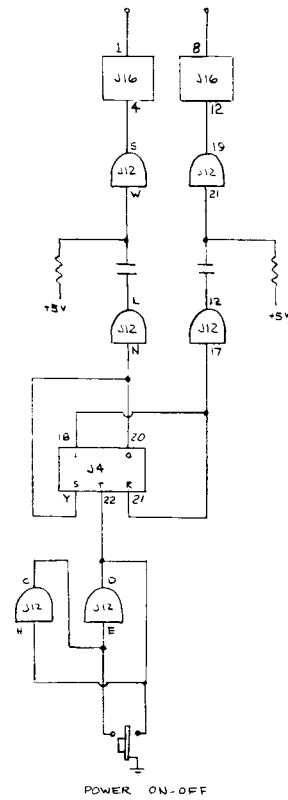 1 8
J16 J16
4 12
S 19
J12 J12
W 21
+5V +5V
L 12
J12 J12
N 17
18 20
1 0
J4
S T R
Y 22 21
C D
J12 J12
H E
POWER ON-OFF